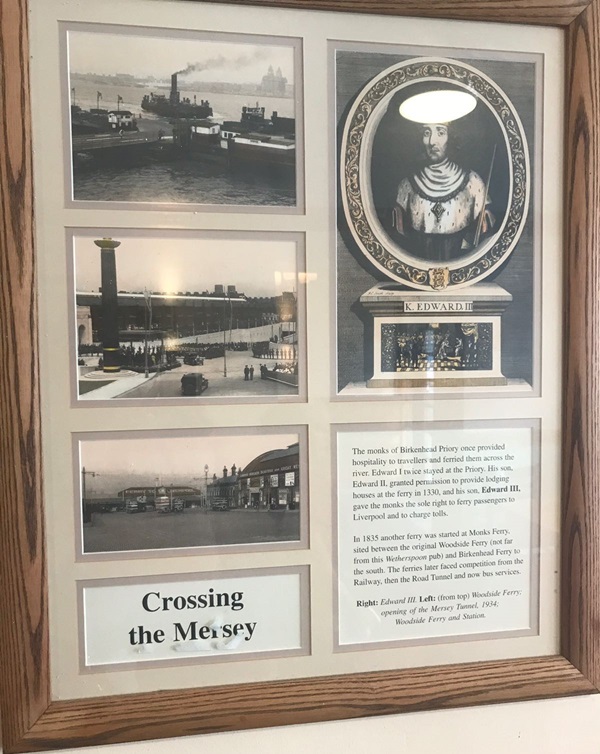 K. EDWARD. III
The monks of Birkenhead Priory once provided
hospitality to travellers and ferried them across the
river. Edward I twice stayed at the Priory. His son,
Edward II, granted permission to provide lodging
houses at the ferry in 1330, and his son, Edward III,
gave the monks the sole right to ferry passengers to
Liverpool and to charge tolls.
In 1835 another ferry was started at Monks Ferry,
sited between the original Woodside Ferry (not far
from this Wetherspoon pub) and Birkenhead Ferry to
the south. The ferries later faced competition from the
Railway, then the Road Tunnel and now bus services.
Right: Edward III. Left: (from top) Woodside Ferry;
opening of the Mersey Tunnel, 1934;
Woodside Ferry and Station.
Crossing
the Mersey